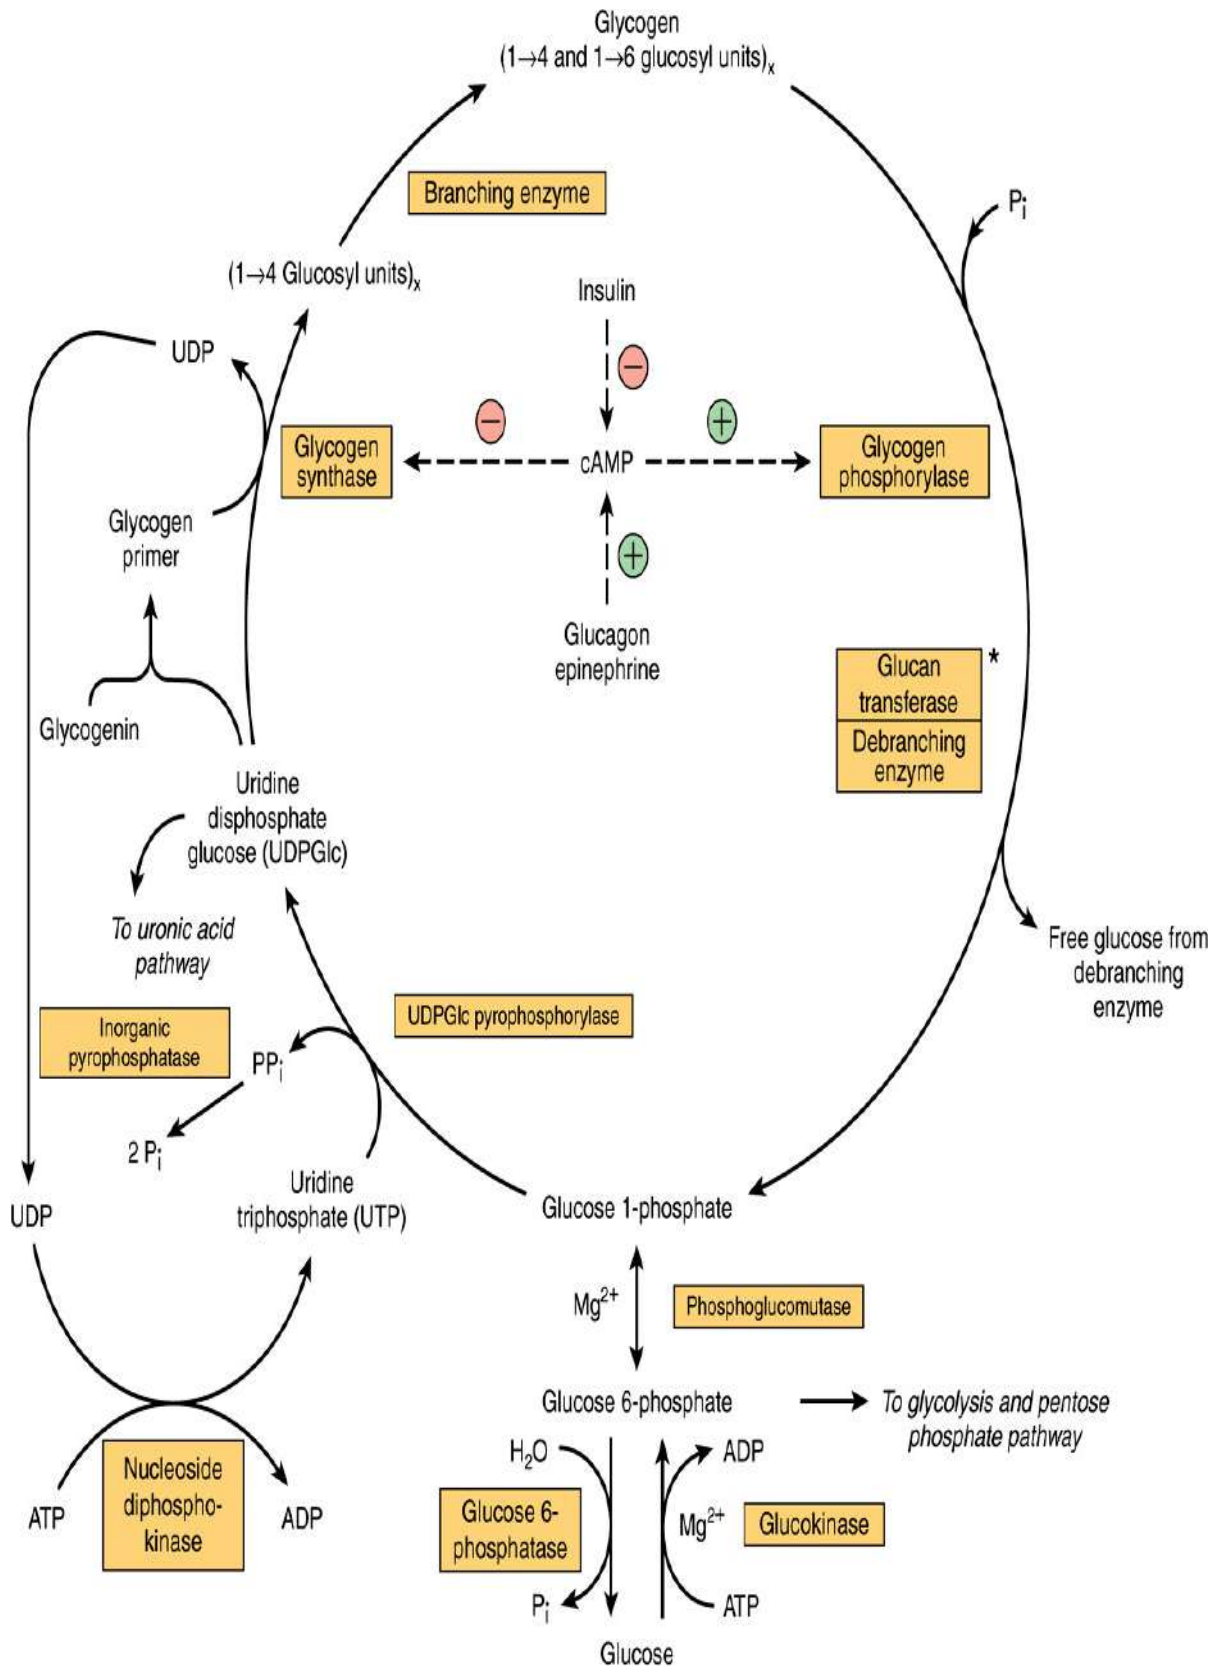 Glycogen
(1→4 and 1→6 glucosyl units)ₓ
Branching enzyme
Pᵢ
(1→4 Glucosyl units)ₓ
Insulin
−
UDP
−
+
Glycogen
synthase
cAMP
Glycogen
phosphorylase
Glycogen
primer
+
Glucagon
epinephrine
Glucan
transferase
*
Debranching
enzyme
Glycogenin
Uridine
disphosphate
glucose (UDPGlc)
To uronic acid
pathway
Free glucose from
debranching
enzyme
UDPGlc pyrophosphorylase
Inorganic
pyrophosphatase
PPᵢ
2 Pᵢ
UDP
Uridine
triphosphate (UTP)
Glucose 1-phosphate
Mg²⁺
Phosphoglucomutase
Glucose 6-phosphate
To glycolysis and pentose
phosphate pathway
ATP
Nucleoside
diphospho-
kinase
ADP
H₂O
ADP
Glucose 6-
phosphatase
Mg²⁺
Glucokinase
Pᵢ
ATP
Glucose